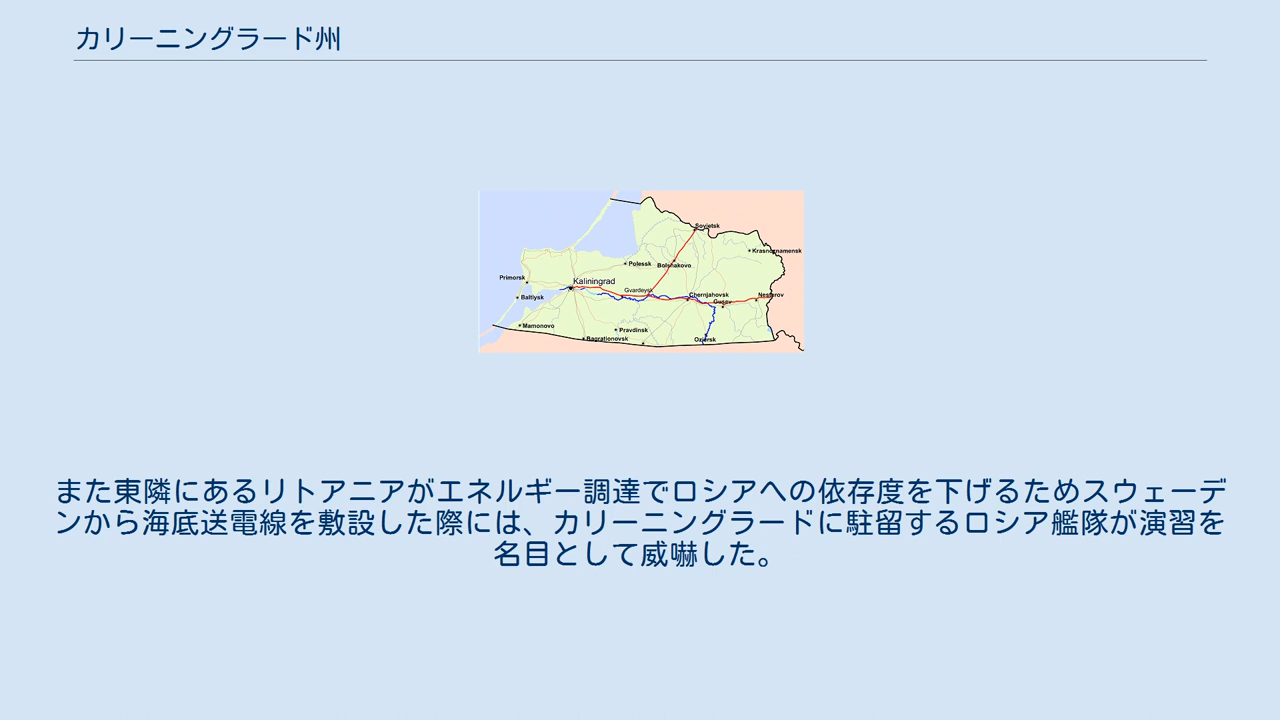 カリーニングラード州
Sovjetsk
Krasnoznamensk
Polessk
Bolshakovo
Primorsk
Kaliningrad
Gvardeysk
Baltiysk
Chernjahovsk
Nesterov
Gusev
Mamonovo
Pravdinsk
Bagrationovsk
Ozjorsk
また東隣にあるリトアニアがエネルギー調達でロシアへの依存度を下げるためスウェーデ
ンから海底送電線を敷設した際には、カリーニングラードに駐留するロシア艦隊が演習を
名目として威嚇した。